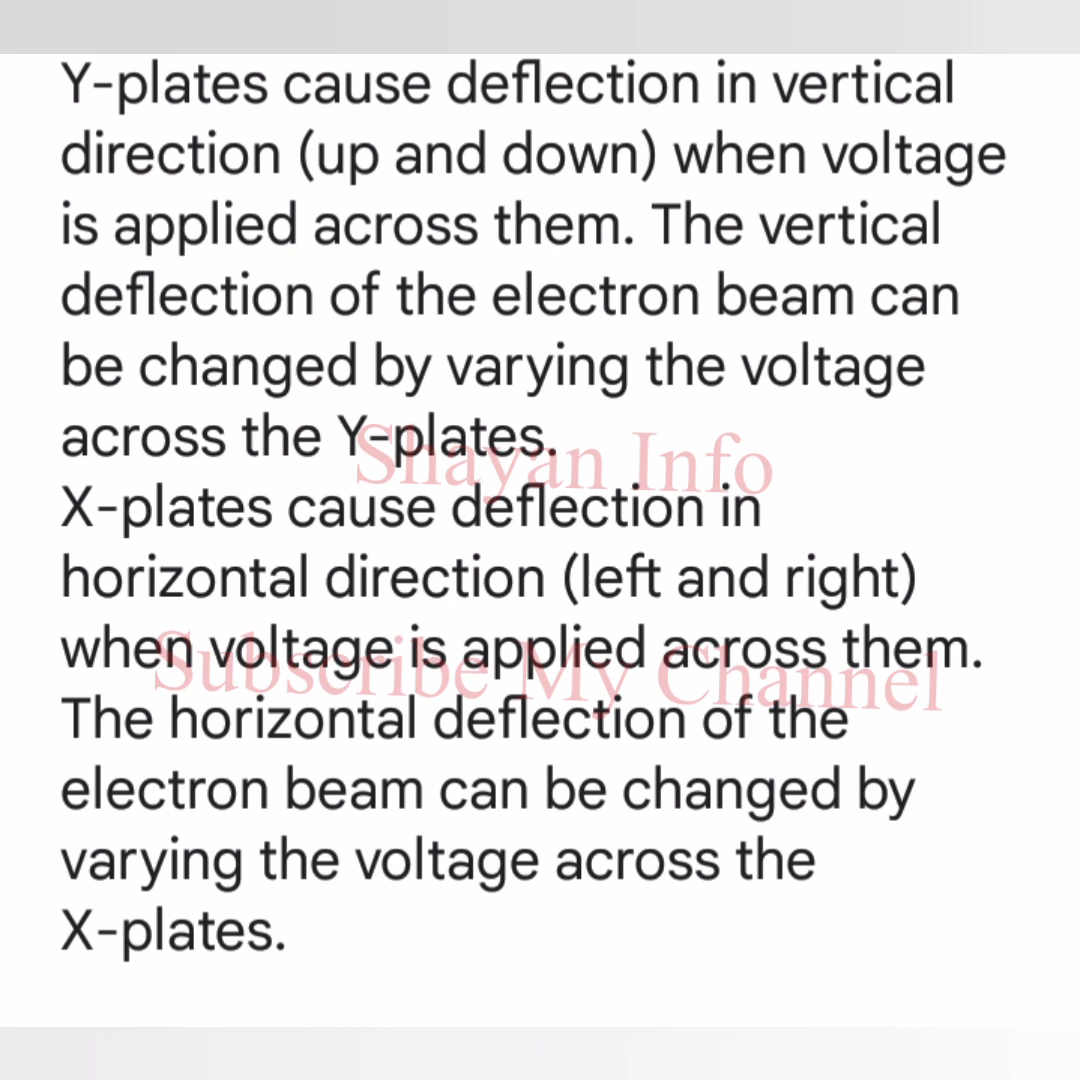 Y-plates cause deflection in vertical
direction (up and down) when voltage
is applied across them. The vertical
deflection of the electron beam can
be changed by varying the voltage
across the Y-plates.
Shayan Info
X-plates cause deflection in
horizontal direction (left and right)
when voltage is applied across them.
Subscribe My Channel
The horizontal deflection of the
electron beam can be changed by
varying the voltage across the
X-plates.